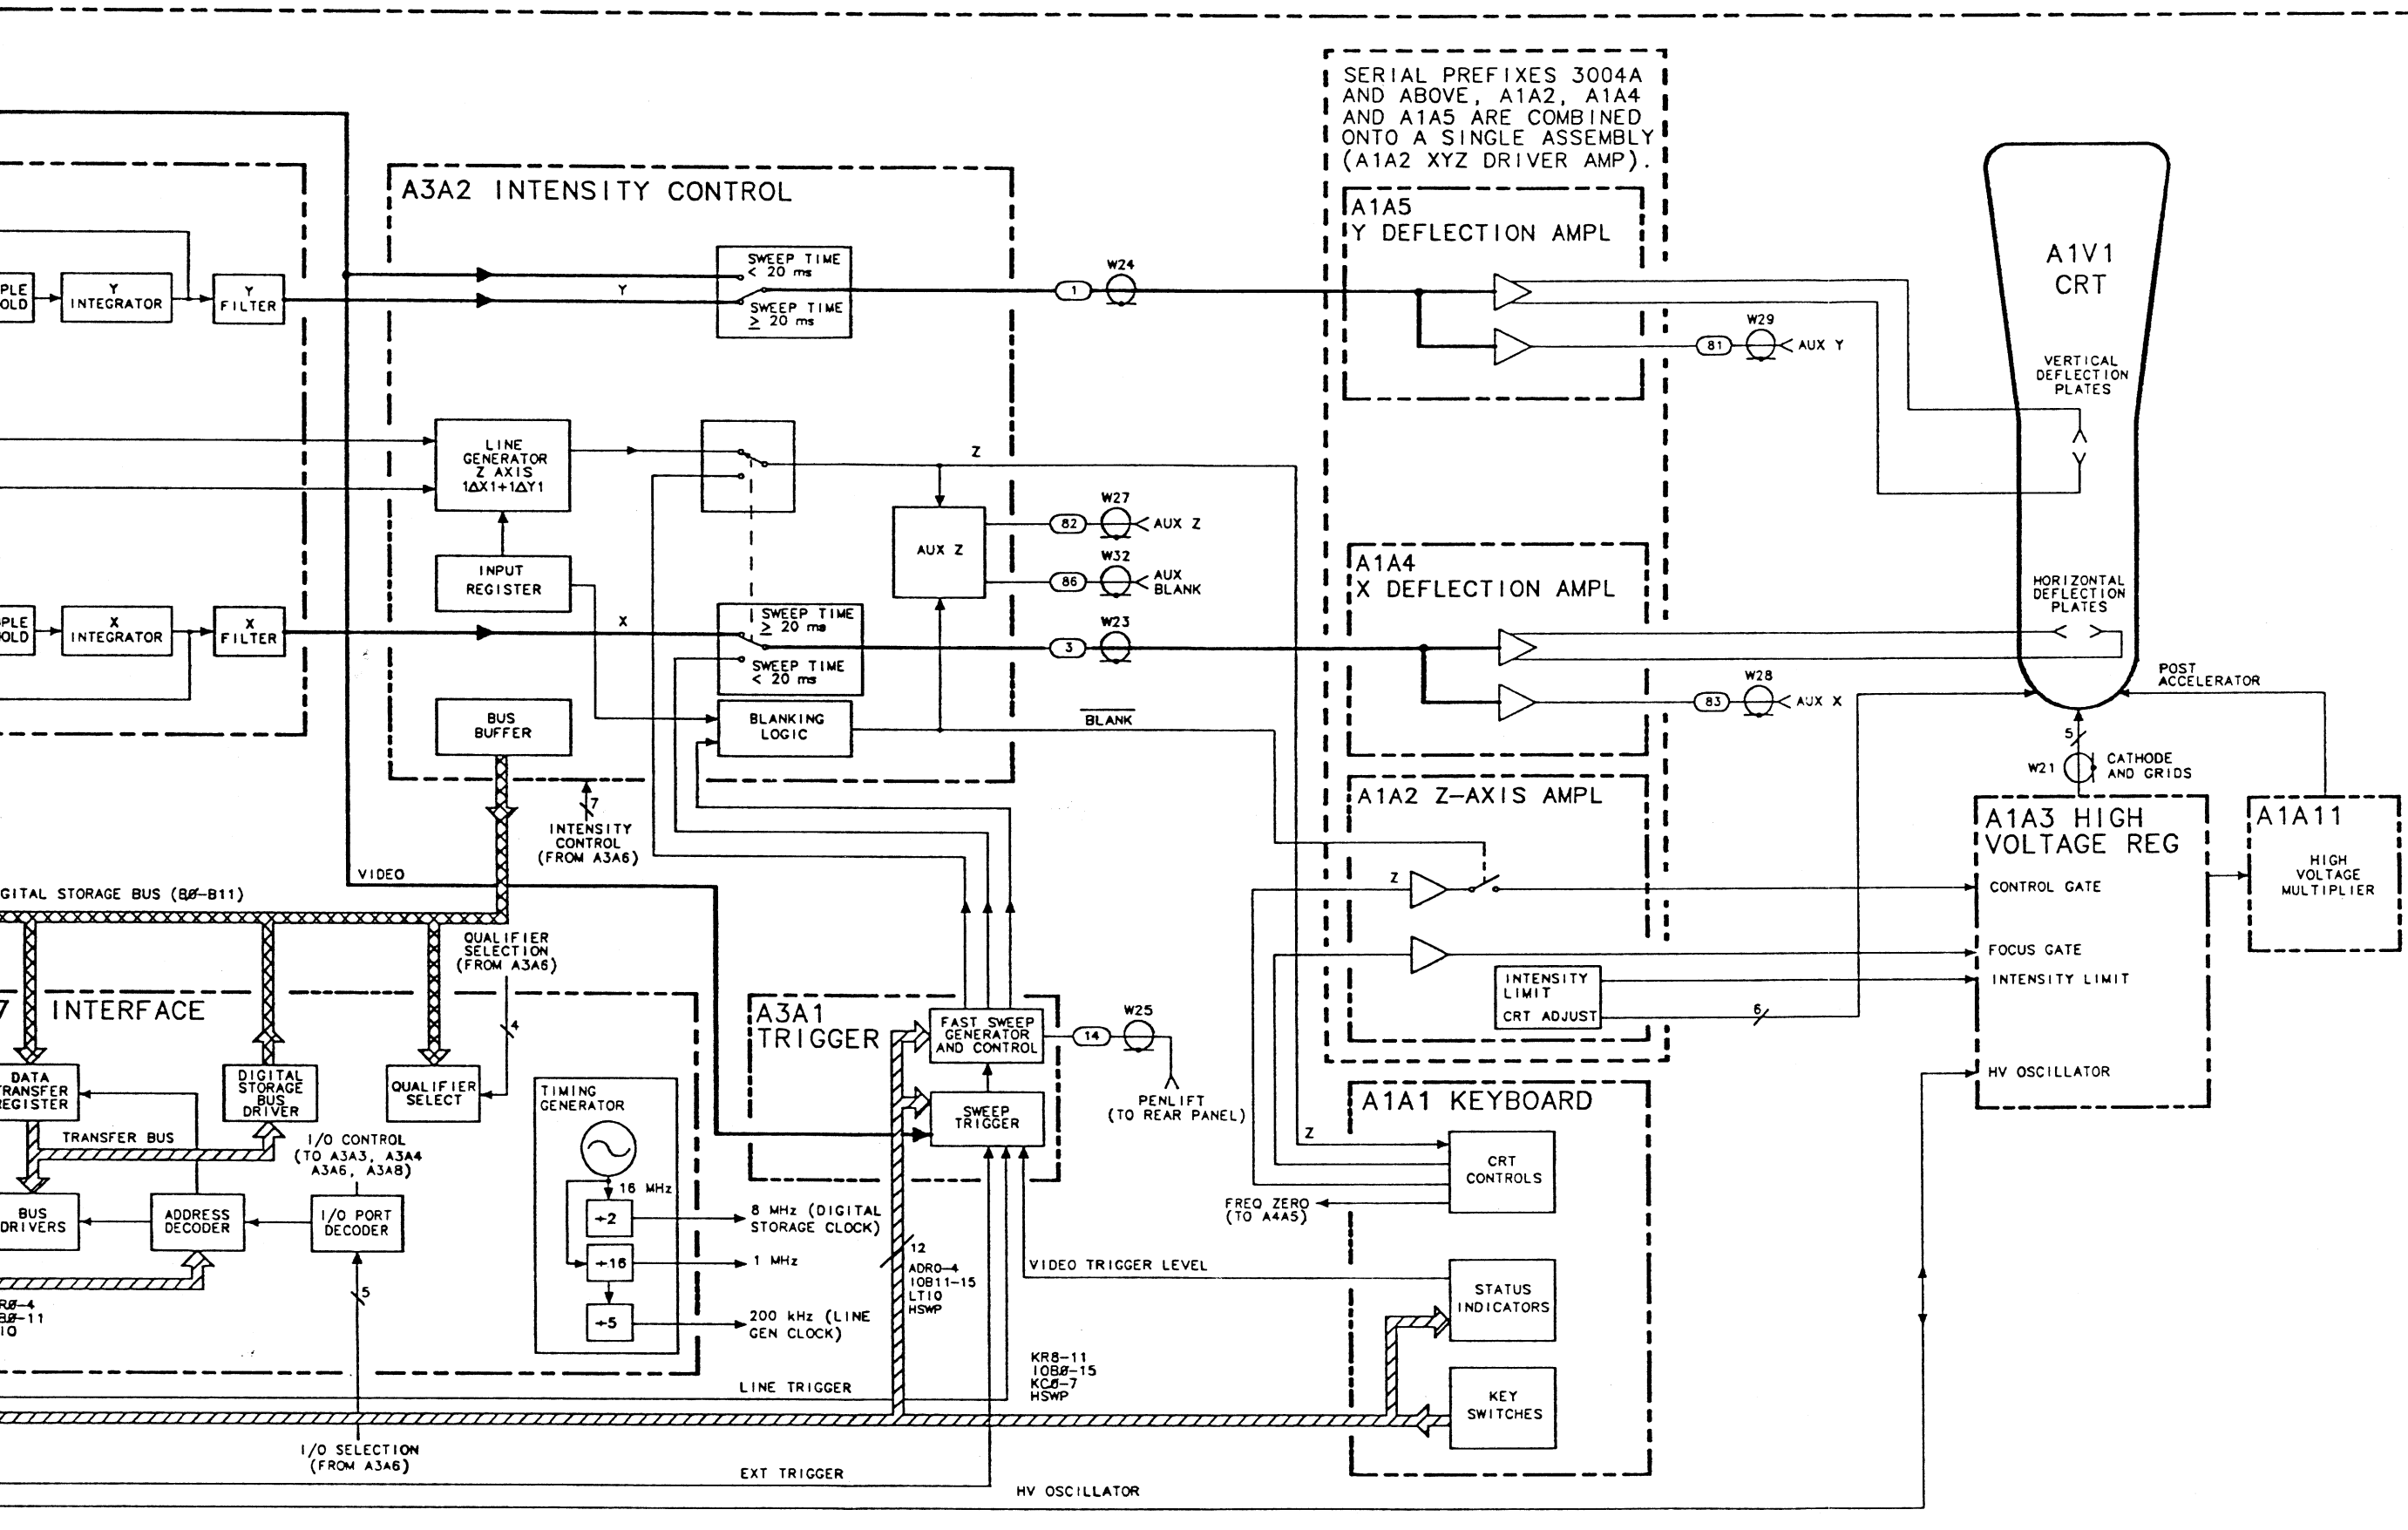 SERIAL PREFIXES 3004A
AND ABOVE, A1A2, A1A4
AND A1A5 ARE COMBINED
ONTO A SINGLE ASSEMBLY
(A1A2 XYZ DRIVER AMP).
A3A2 INTENSITY CONTROL
A1A5
Y DEFLECTION AMPL
A1V1
CRT
SWEEP TIME
< 20 ms
SWEEP TIME
≥ 20 ms
PLE
OLD
Y
INTEGRATOR
Y
FILTER
Y
1
W24
W29
81
AUX Y
VERTICAL
DEFLECTION
PLATES
LINE
GENERATOR
Z AXIS
1ΔX1+1ΔY1
Z
INPUT
REGISTER
AUX Z
W27
82
AUX Z
W32
86
AUX
BLANK
A1A4
X DEFLECTION AMPL
HORIZONTAL
DEFLECTION
PLATES
PLE
OLD
X
INTEGRATOR
X
FILTER
X
SWEEP TIME
≥ 20 ms
SWEEP TIME
< 20 ms
3
W23
W28
83
AUX X
POST
ACCELERATOR
BUS
BUFFER
BLANKING
LOGIC
BLANK
5
W21
CATHODE
AND GRIDS
7
INTENSITY
CONTROL
(FROM A3A6)
A1A2 Z-AXIS AMPL
Z
INTENSITY
LIMIT
CRT ADJUST
6
A1A3 HIGH
VOLTAGE REG
CONTROL GATE
FOCUS GATE
INTENSITY LIMIT
HV OSCILLATOR
A1A11
HIGH
VOLTAGE
MULTIPLIER
VIDEO
GITAL STORAGE BUS (BØ-B11)
QUALIFIER
SELECTION
(FROM A3A6)
4
7 INTERFACE
DATA
TRANSFER
REGISTER
DIGITAL
STORAGE
BUS
DRIVER
QUALIFIER
SELECT
TRANSFER BUS
I/O CONTROL
(TO A3A3, A3A4
A3A6, A3A8)
BUS
DRIVERS
ADDRESS
DECODER
I/O PORT
DECODER
5
RØ-4
BØ-11
IO
I/O SELECTION
(FROM A3A6)
TIMING
GENERATOR
16 MHz
÷2
÷16
÷5
8 MHz (DIGITAL
STORAGE CLOCK)
1 MHz
200 kHz (LINE
GEN CLOCK)
A3A1
TRIGGER
FAST SWEEP
GENERATOR
AND CONTROL
SWEEP
TRIGGER
14
W25
PENLIFT
(TO REAR PANEL)
12
ADR0-4
IOB11-15
LTIO
HSWP
A1A1 KEYBOARD
Z
CRT
CONTROLS
FREQ ZERO
(TO A4A5)
VIDEO TRIGGER LEVEL
STATUS
INDICATORS
KEY
SWITCHES
KR8-11
IOBØ-15
KCØ-7
HSWP
LINE TRIGGER
EXT TRIGGER
HV OSCILLATOR